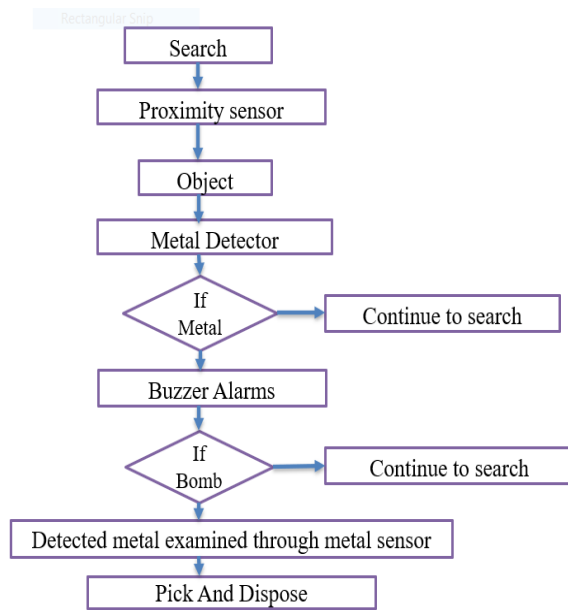 Rectangular Snip
Search
Proximity sensor
Object
Metal Detector
If
Metal
Continue to search
Buzzer Alarms
If
Bomb
Continue to search
Detected metal examined through metal sensor
Pick And Dispose